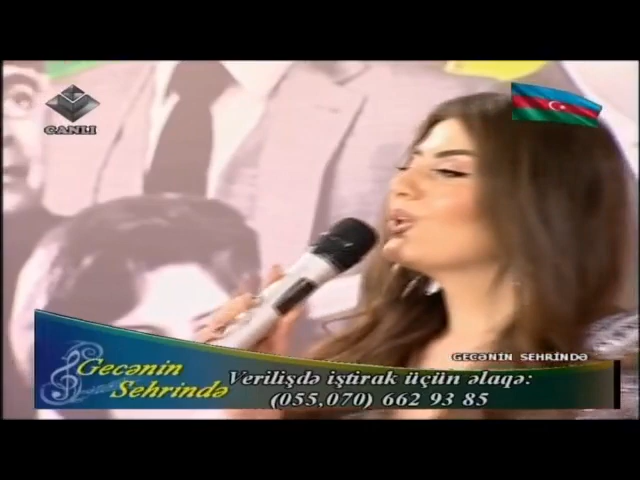 CANLI
GECƏNİN SEHRİNDƏ
Gecənin
Sehrində
Verilişdə iştirak üçün əlaqə:
(055,070) 662 93 85